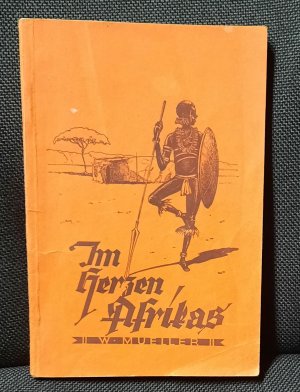 Im
Herzen
Afrikas
W · MUELLER